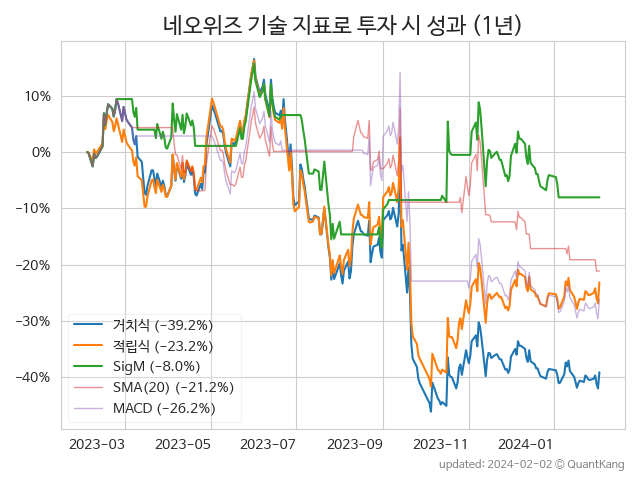 네오위즈 기술 지표로 투자 시 성과 (1년)
10%
0%
−10%
−20%
−30%
−40%
거치식 (−39.2%)
적립식 (−23.2%)
SigM (−8.0%)
SMA(20) (−21.2%)
MACD (−26.2%)
2023−03 2023−05 2023−07 2023−09 2023−11 2024−01
updated: 2024−02−02 © QuantKang